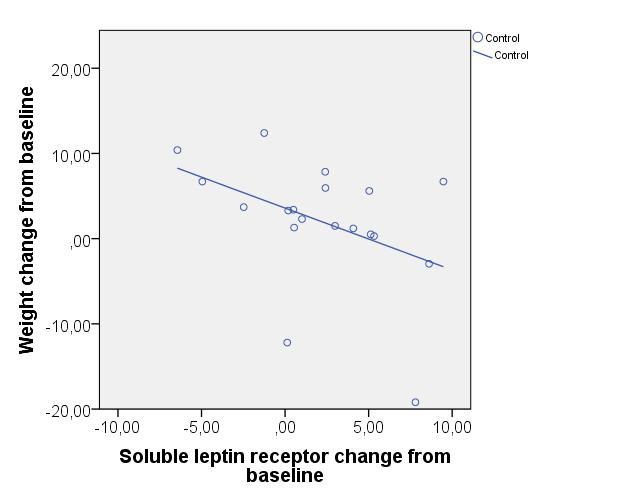 Control
Control
Weight change from baseline
20,00
10,00
,00
-10,00
-20,00
-10,00 -5,00 ,00 5,00 10,00
Soluble leptin receptor change from
baseline